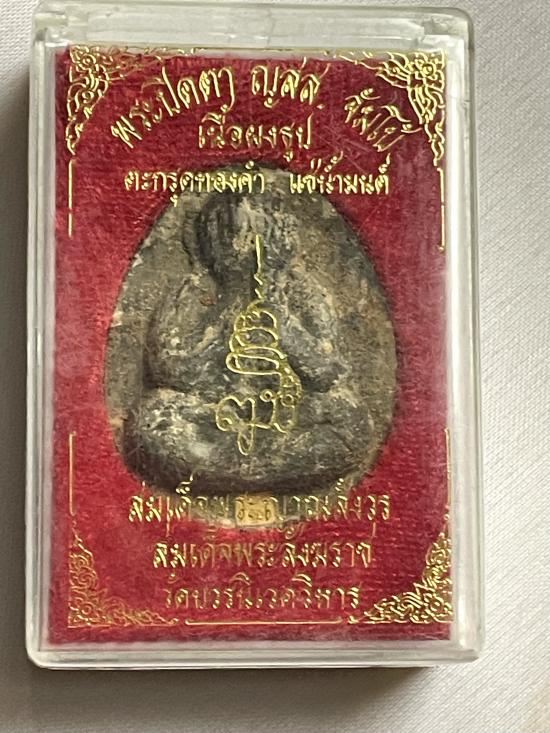 พระปิดตา ญสส. จัมโบ้
เนื้อผงธูป
ตะกรุดทองคำ แช่น้ำมนต์
สมเด็จพระญาณสังวร
สมเด็จพระสังฆราช
วัดบวรนิเวศวิหาร